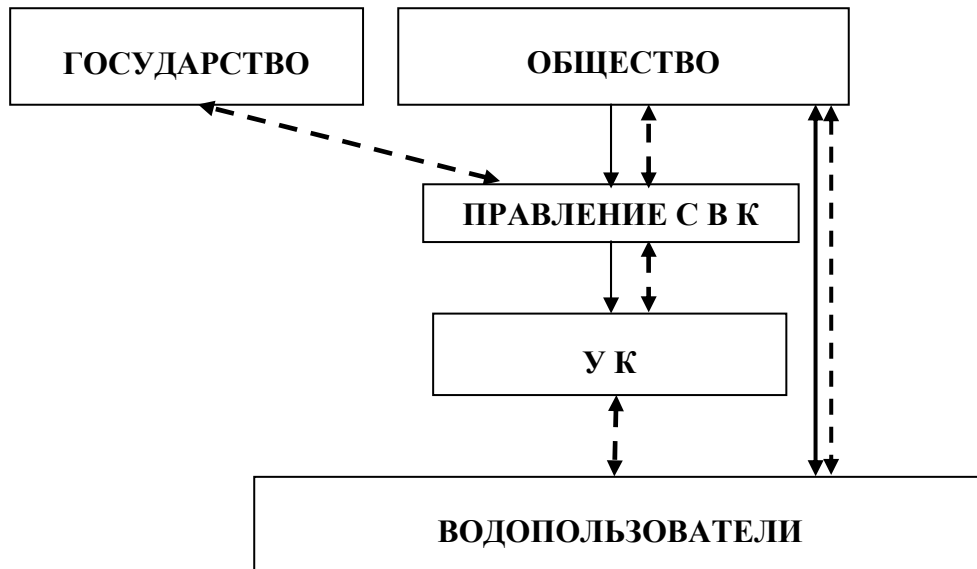 ГОСУДАРСТВО
ОБЩЕСТВО
ПРАВЛЕНИЕ С В К
У К
ВОДОПОЛЬЗОВАТЕЛИ